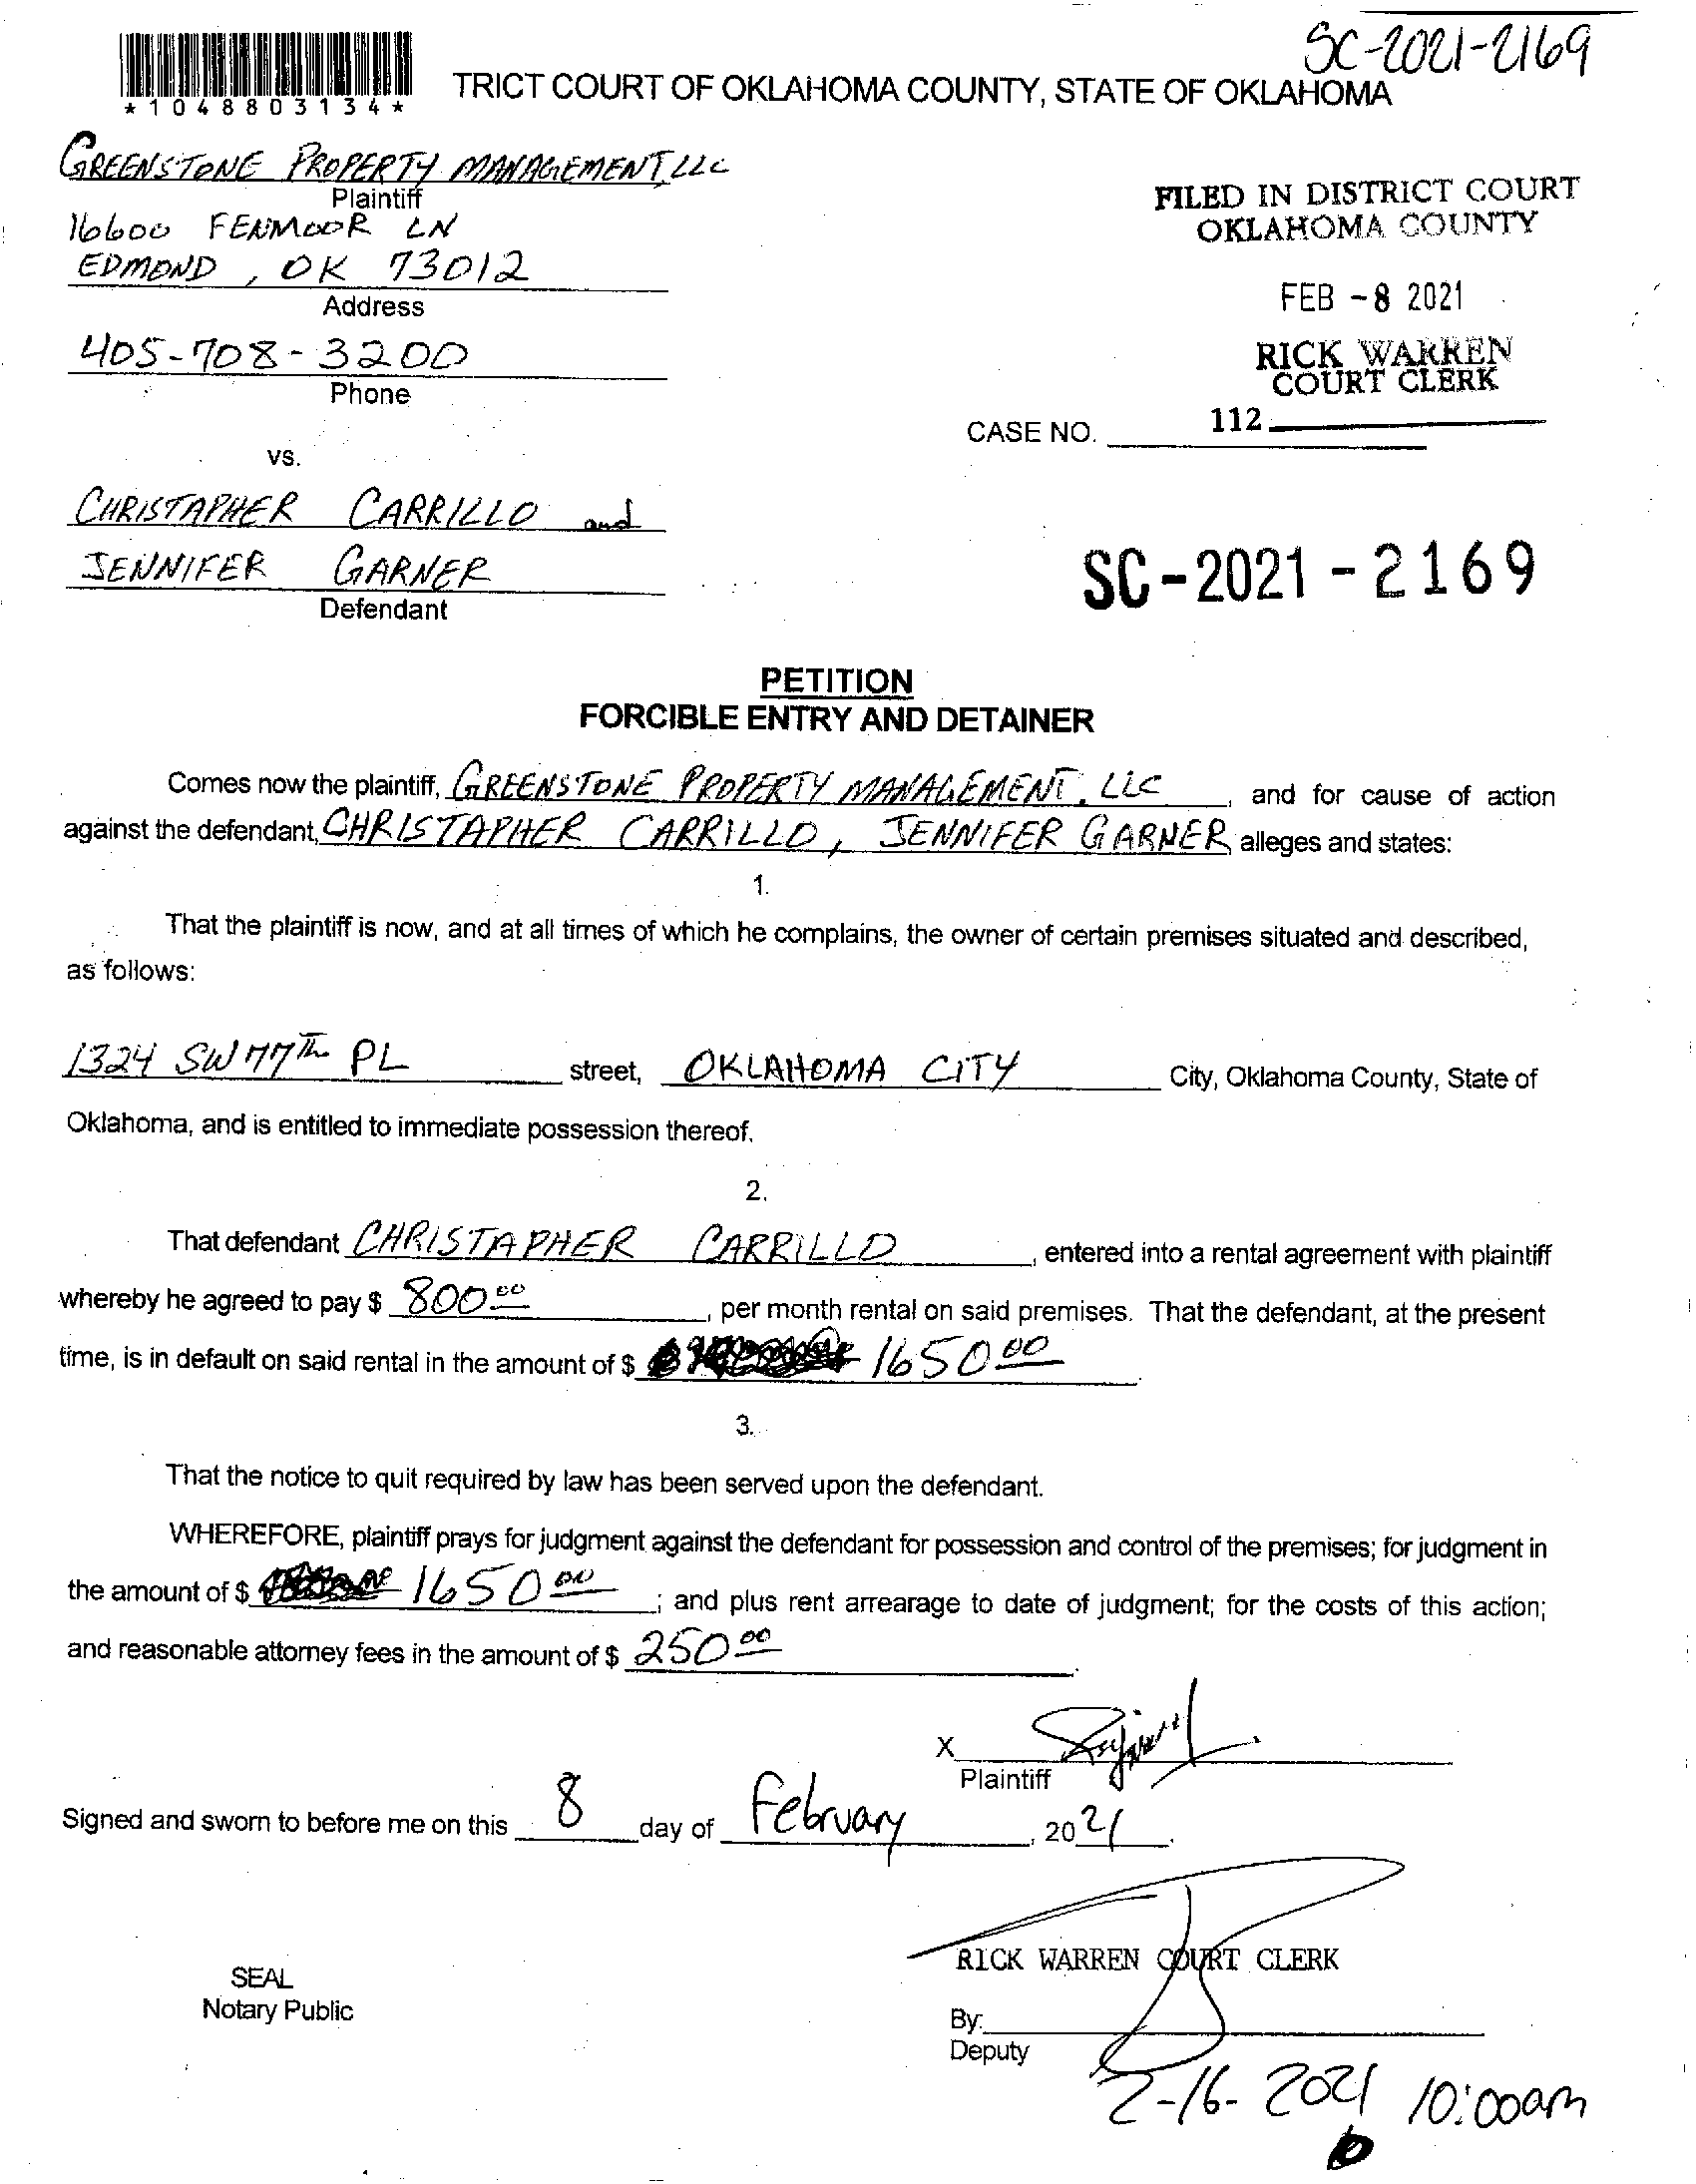 SC-2021-2169
*1048803134*
TRICT COURT OF OKLAHOMA COUNTY, STATE OF OKLAHOMA
GREENSTONE PROPERTY MANAGEMENT, LLC
Plaintiff
16600 FENMOOR LN
EDMOND, OK 73012
Address
405-708-3200
Phone
FILED IN DISTRICT COURT
OKLAHOMA COUNTY
FEB -8 2021
RICK WARREN
COURT CLERK
112
CASE NO.
vs.
CHRISTAPHER CARRILLO and
JENNIFER GARNER
Defendant
SC-2021-2169
PETITION
FORCIBLE ENTRY AND DETAINER
Comes now the plaintiff, GREENSTONE PROPERTY MANAGEMENT, LLC, and for cause of action
against the defendant, CHRISTAPHER CARRILLO, JENNIFER GARNER, alleges and states:
1.
That the plaintiff is now, and at all times of which he complains, the owner of certain premises situated and described,
as follows:
1324 SW 77Th PL street, OKLAHOMA CITY City, Oklahoma County, State of
Oklahoma, and is entitled to immediate possession thereof.
2.
That defendant CHRISTAPHER CARRILLO, entered into a rental agreement with plaintiff
whereby he agreed to pay $ 800 00, per month rental on said premises. That the defendant, at the present
time, is in default on said rental in the amount of $ 1650 00.
3.
That the notice to quit required by law has been served upon the defendant.
WHEREFORE, plaintiff prays for judgment against the defendant for possession and control of the premises; for judgment in
the amount of $ 1650 00; and plus rent arrearage to date of judgment; for the costs of this action;
and reasonable attorney fees in the amount of $ 250 00.
X
Plaintiff
Signed and sworn to before me on this 8 day of February, 2021.
RICK WARREN COURT CLERK
SEAL
Notary Public
By:
Deputy
2-16-2021 10:00am